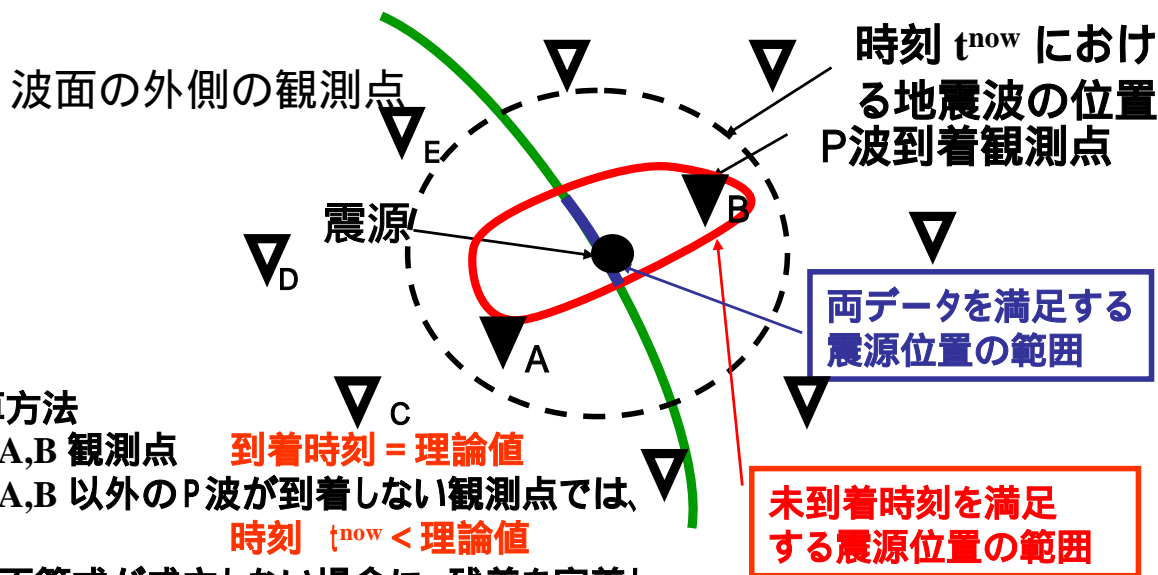 波面の外側の観測点
時刻 tnow におけ
る地震波の位置
P波到着観測点
E
B
震源
D
両データを満足する
震源位置の範囲
A
C
算方法
A,B 観測点 到着時刻 = 理論値
A,B 以外のP波が到着しない観測点では、
時刻 tnow < 理論値
未到着時刻を満足
する震源位置の範囲